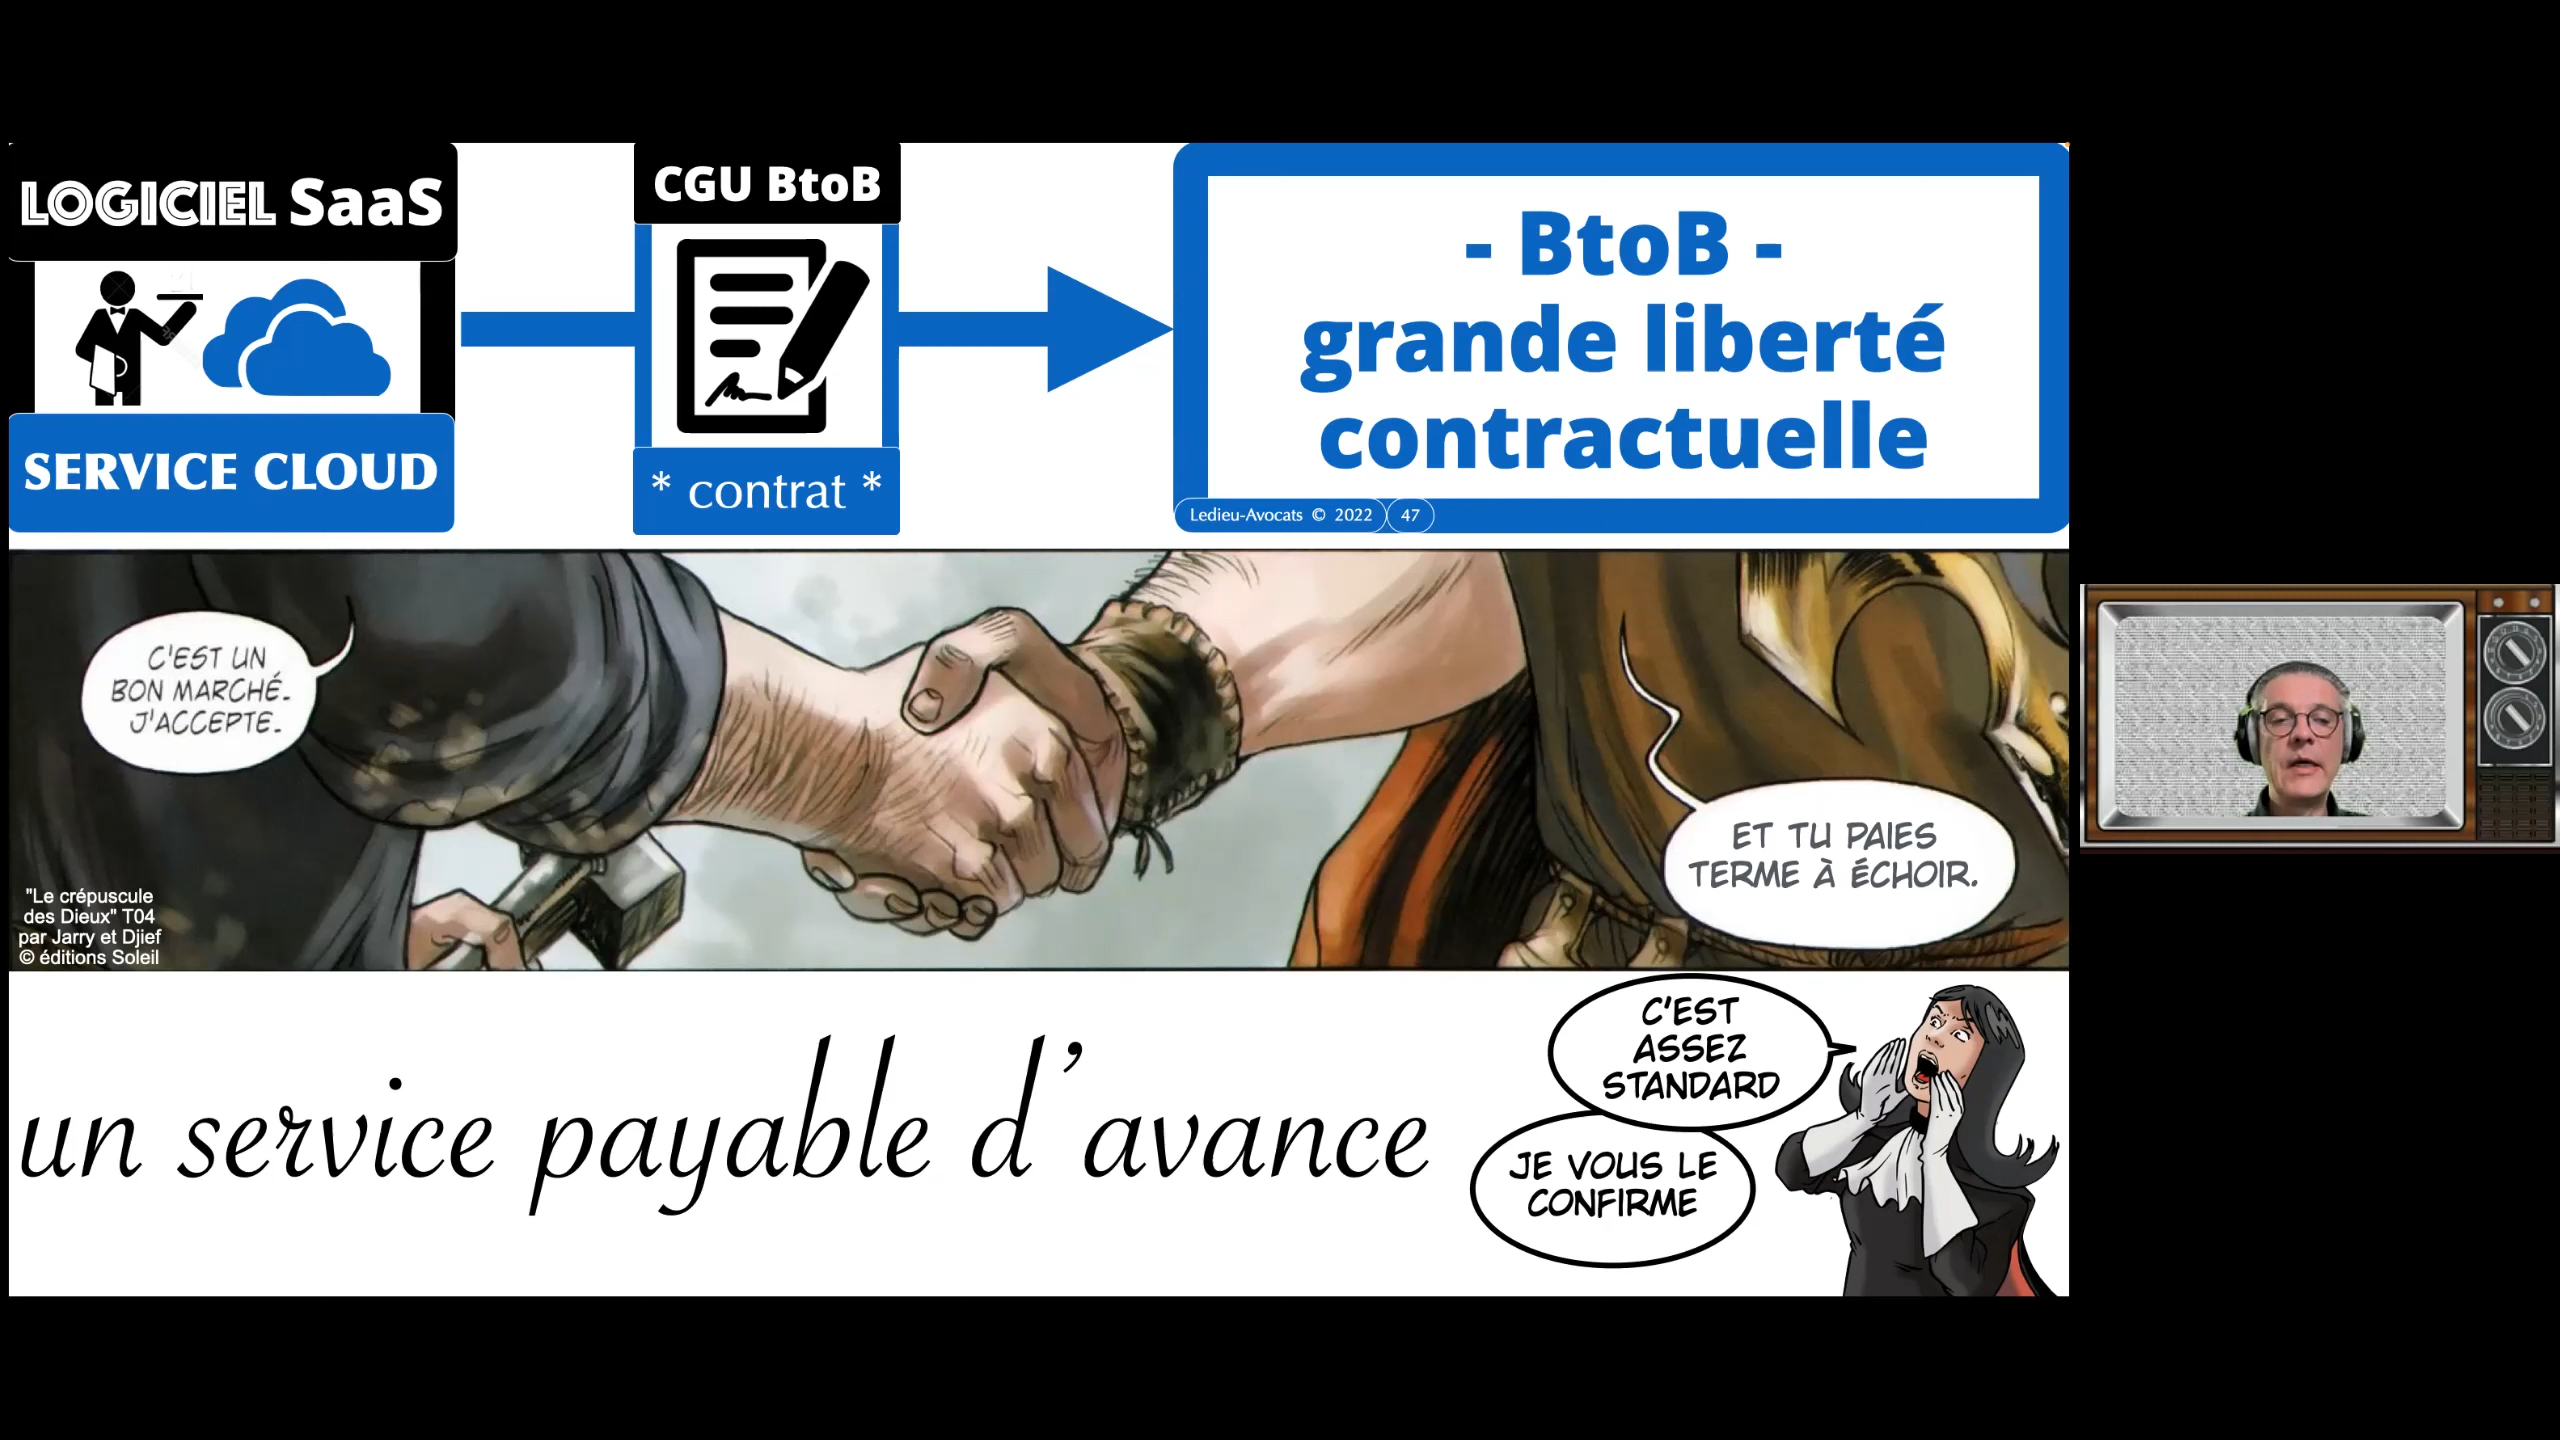 LOGICIEL SaaS
SERVICE CLOUD
CGU BtoB
* contrat *
- BtoB -
grande liberté
contractuelle
Ledieu-Avocats © 2022 47
C'EST UN
BON MARCHÉ.
J'ACCEPTE.
ET TU PAIES
TERME À ÉCHOIR.
"Le crépuscule
des Dieux" T04
par Jarry et Djief
© éditions Soleil
un service payable d'avance
C'EST
ASSEZ
STANDARD
JE VOUS LE
CONFIRME